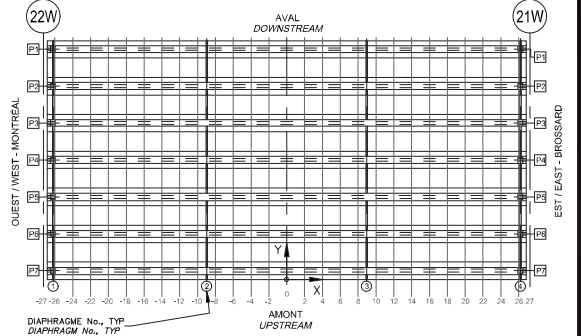 22W
21W
AVAL
DOWNSTREAM
P1
P1
P2
P2
P3
P3
P4
P4
P5
P5
P6
P6
P7
P7
OUEST / WEST - MONTRÉAL
EST / EAST - BROSSARD
Y
X
1
2
3
4
-27 -26 -24 -22 -20 -18 -16 -14 -12 -10 -8 -6 -4 -2 0 2 4 6 8 10 12 14 16 18 20 22 24 26 27
DIAPHRAGME No., TYP
DIAPHRAGM No., TYP
AMONT
UPSTREAM